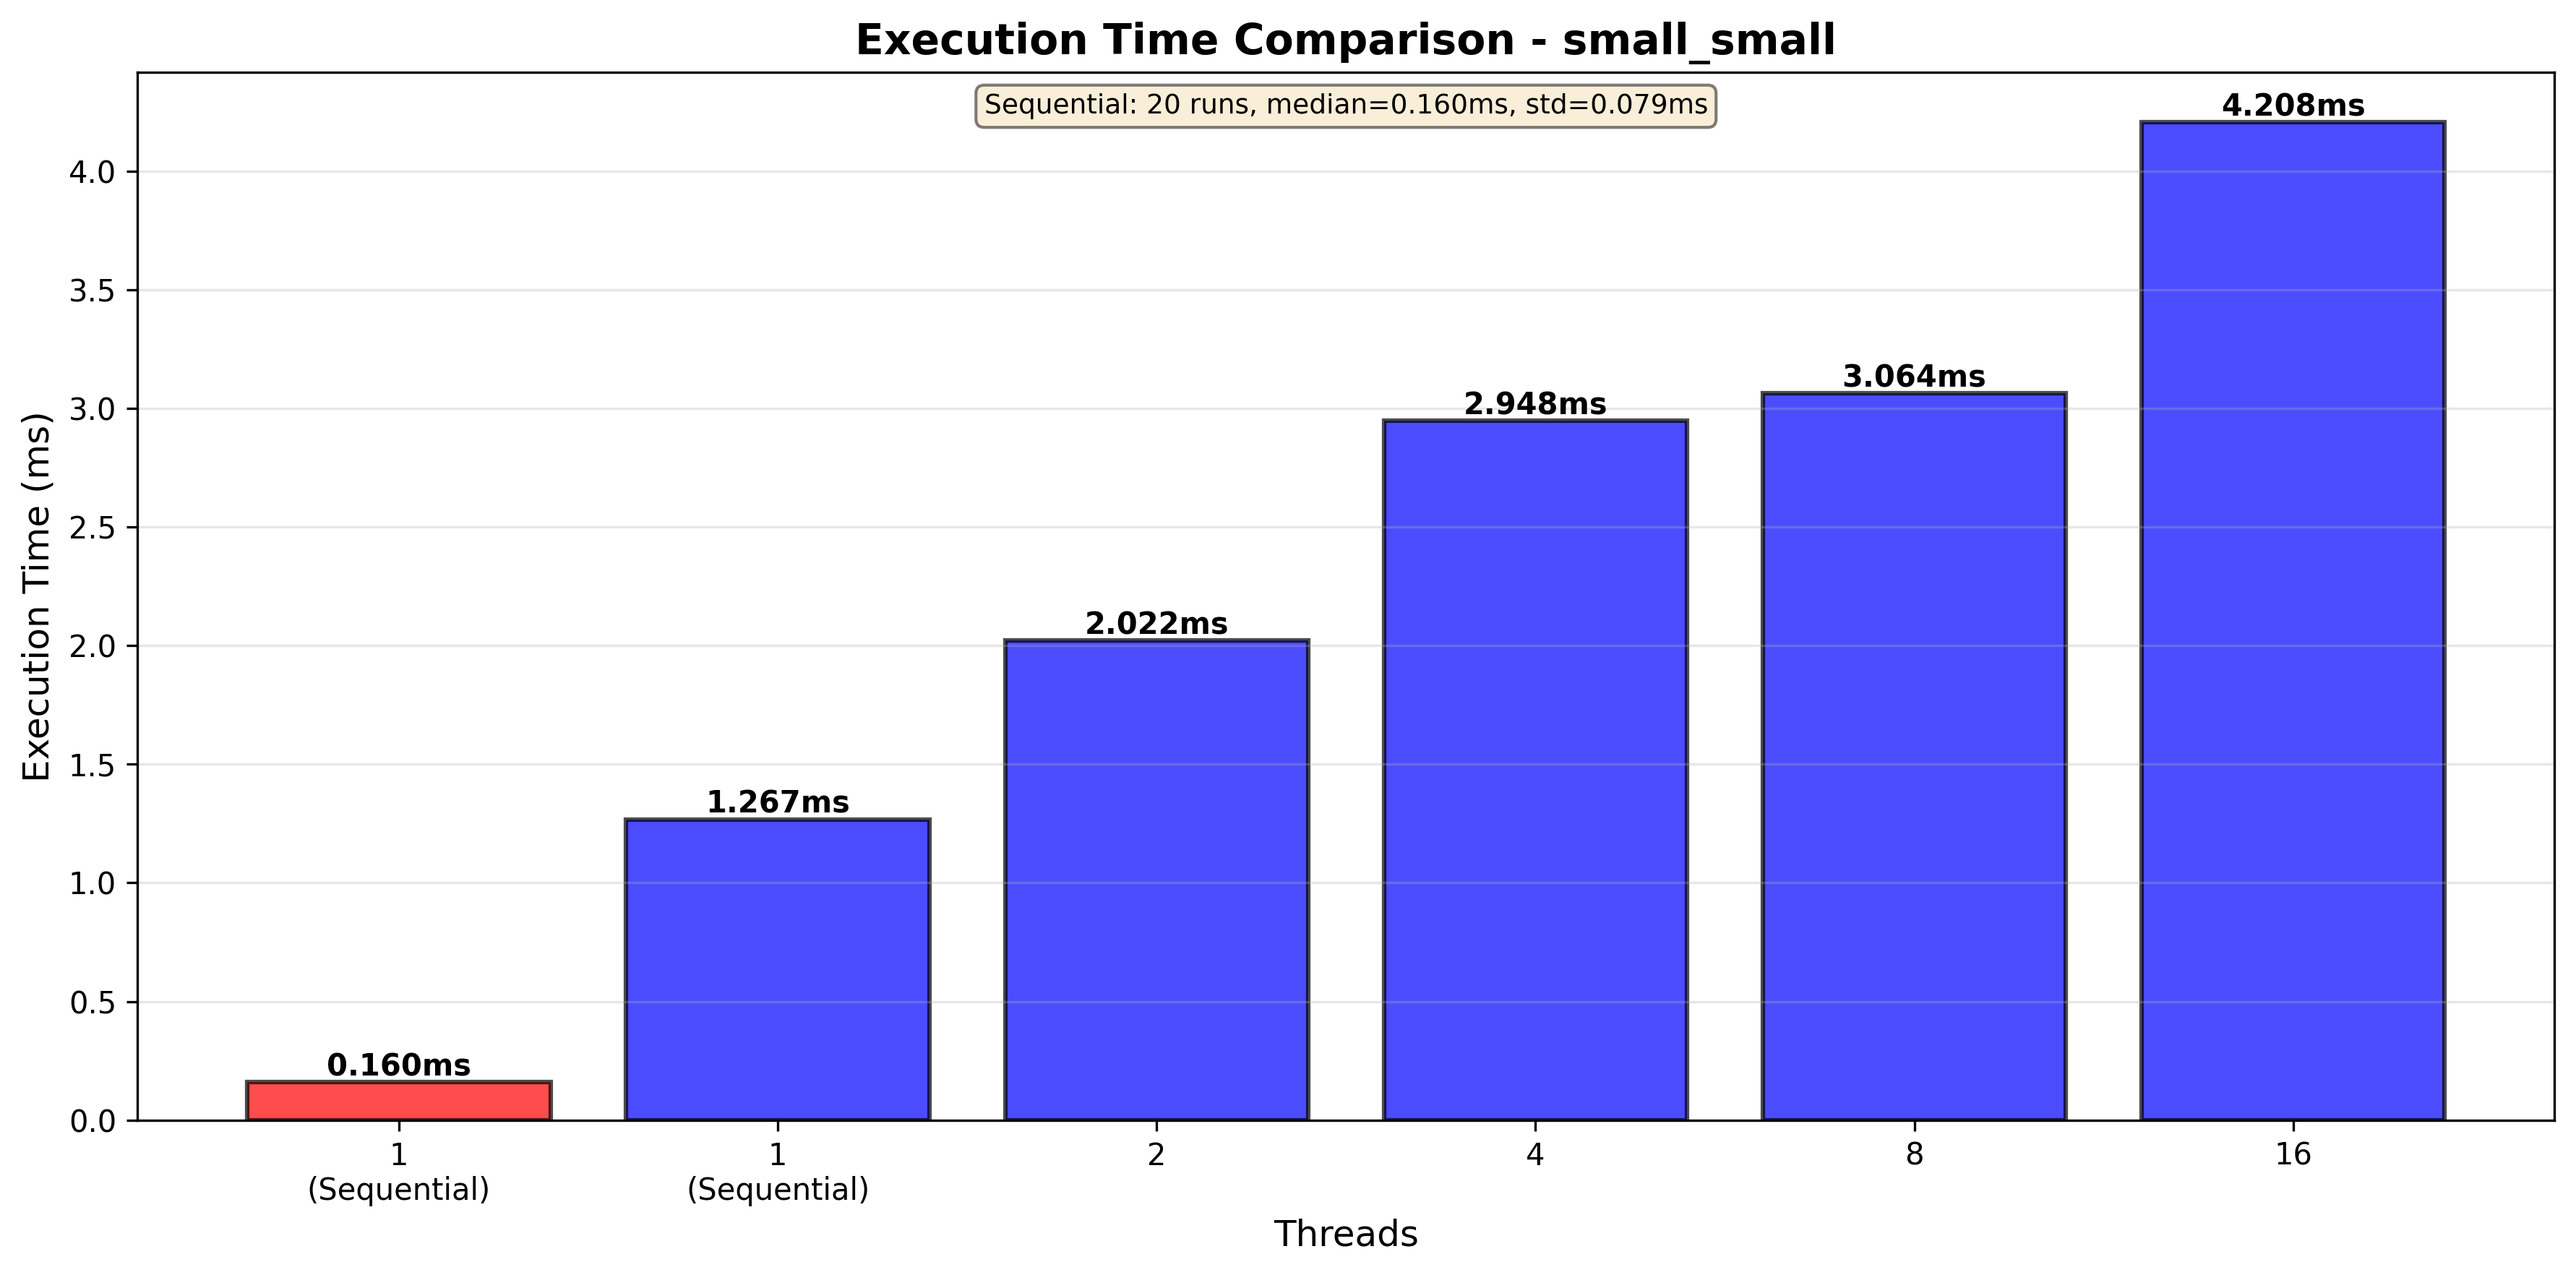 Execution Time Comparison - small_small
Sequential: 20 runs, median=0.160ms, std=0.079ms
4.208ms
4.0
3.5
3.064ms
2.948ms
3.0
2.5
2.022ms
2.0
1.5
1.267ms
1.0
0.5
0.160ms
0.0
Execution Time (ms)
1 1 2 4 8 16
(Sequential) (Sequential)
Threads